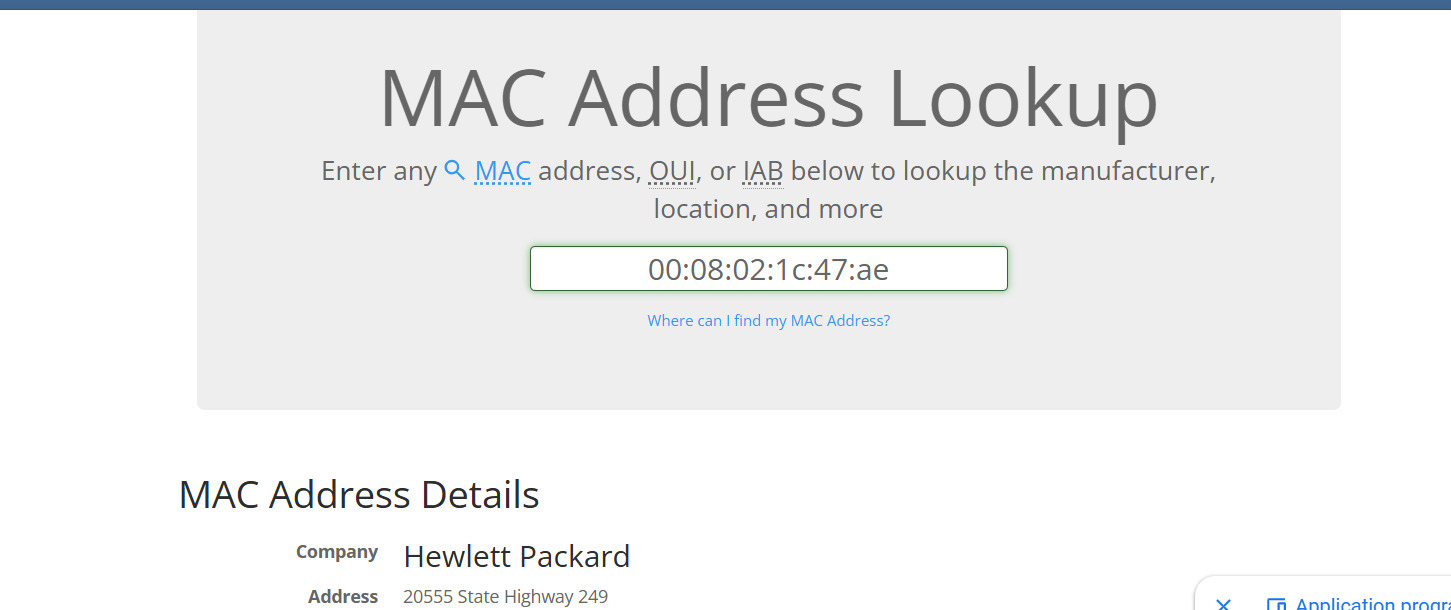 MAC Address Lookup
Enter any MAC address, OUI, or IAB below to lookup the manufacturer,
location, and more
00:08:02:1c:47:ae
Where can I find my MAC Address?
MAC Address Details
Company Hewlett Packard
Address 20555 State Highway 249
Application